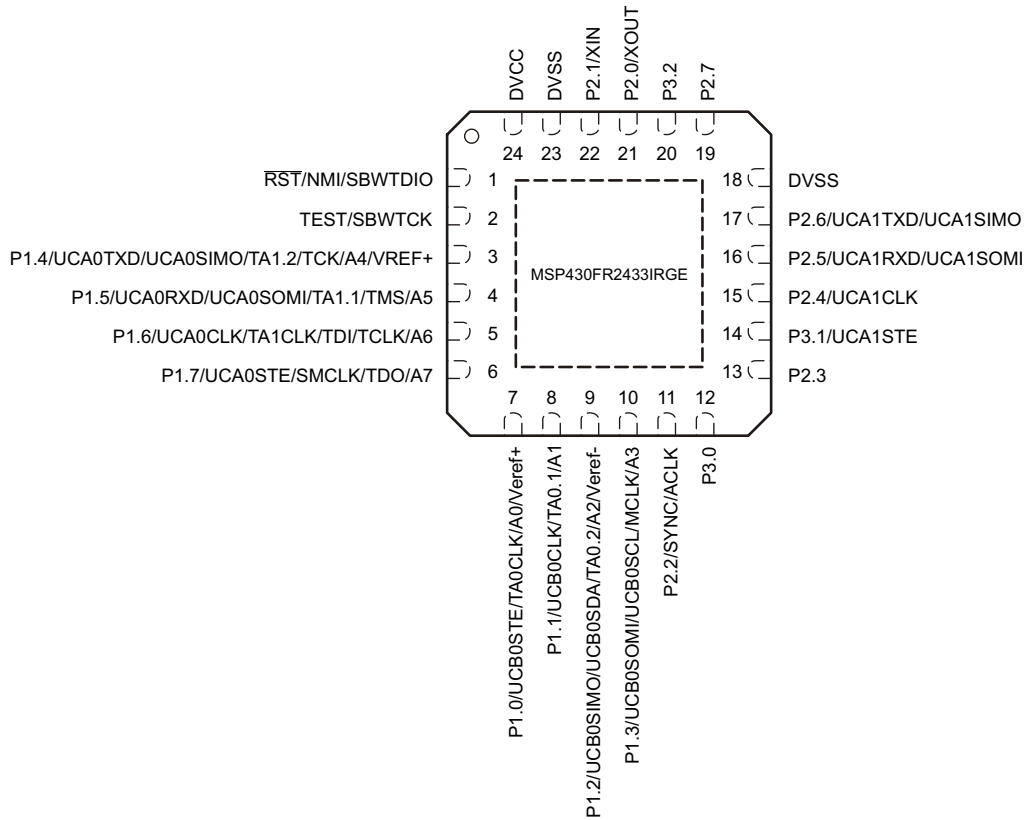 DVCC
DVSS
P2.1/XIN
P2.0/XOUT
P3.2
P2.7
24
23
22
21
20
19
RST/NMI/SBWTDIO
1
TEST/SBWTCK
2
P1.4/UCA0TXD/UCA0SIMO/TA1.2/TCK/A4/VREF+
3
P1.5/UCA0RXD/UCA0SOMI/TA1.1/TMS/A5
4
P1.6/UCA0CLK/TA1CLK/TDI/TCLK/A6
5
P1.7/UCA0STE/SMCLK/TDO/A7
6
MSP430FR2433IRGE
18
DVSS
17
P2.6/UCA1TXD/UCA1SIMO
16
P2.5/UCA1RXD/UCA1SOMI
15
P2.4/UCA1CLK
14
P3.1/UCA1STE
13
P2.3
7
8
9
10
11
12
P1.0/UCB0STE/TA0CLK/A0/Veref+
P1.1/UCB0CLK/TA0.1/A1
P1.2/UCB0SIMO/UCB0SDA/TA0.2/A2/Veref-
P1.3/UCB0SOMI/UCB0SCL/MCLK/A3
P2.2/SYNC/ACLK
P3.0